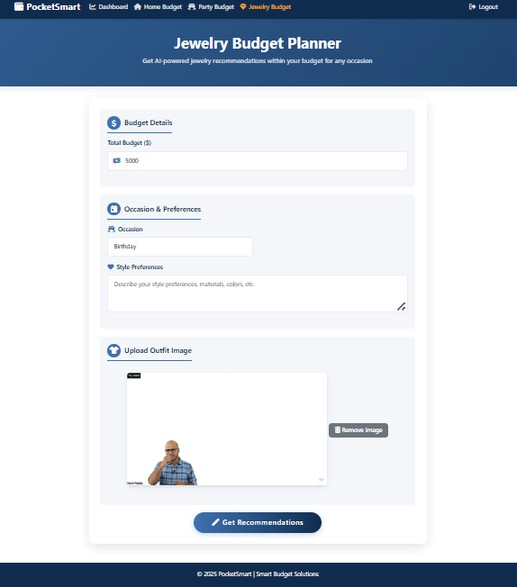 PocketSmart Dashboard Home Budget Party Budget Jewelry Budget Logout
Jewelry Budget Planner
Get AI-powered jewelry recommendations within your budget for any occasion
Budget Details
Total Budget ($)
5000
Occasion & Preferences
Occasion
Birthday
Style Preferences
Describe your style preferences, materials, colors, etc.
Upload Outfit Image
Remove Image
Get Recommendations
© 2025 PocketSmart | Smart Budget Solutions